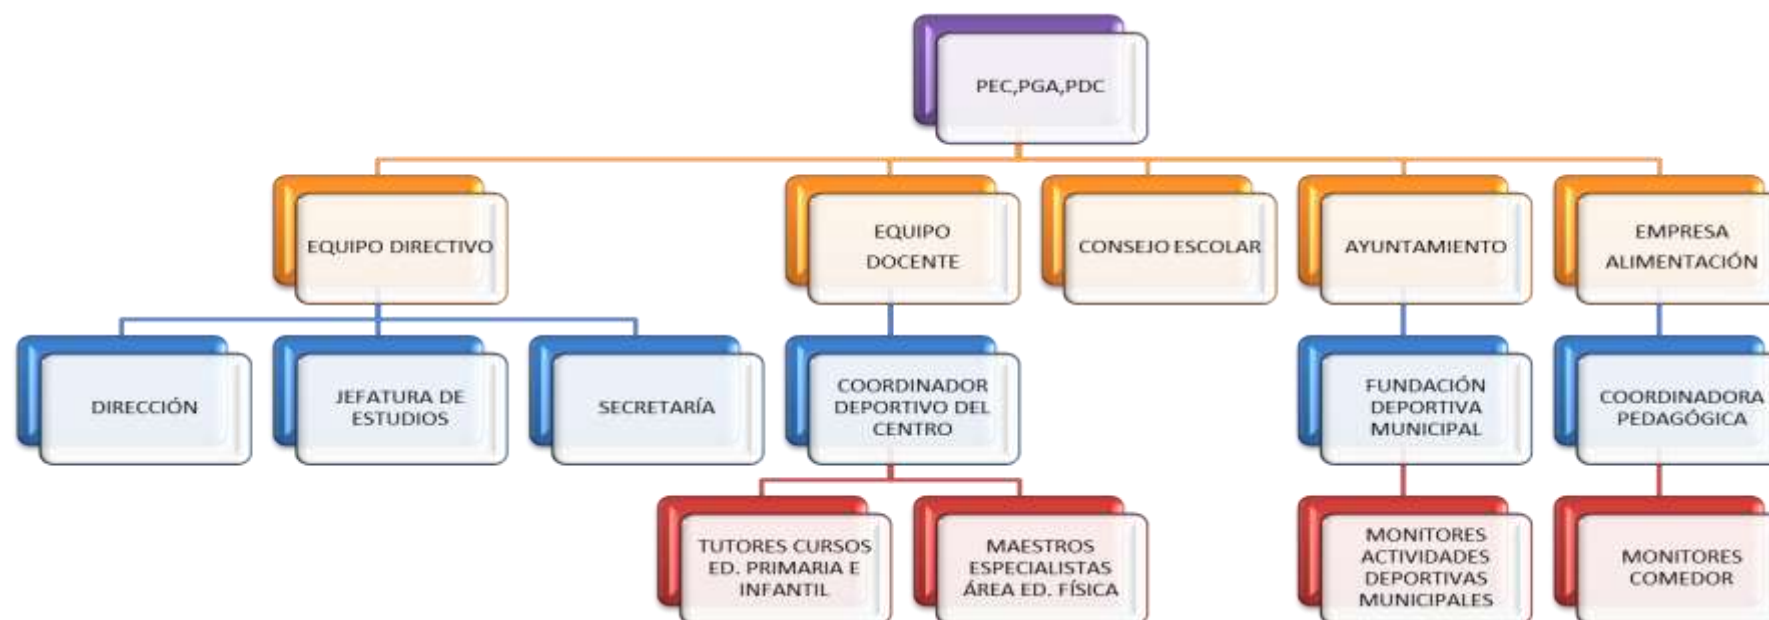 PEC,PGA,PDC
EQUIPO DIRECTIVO
EQUIPO
DOCENTE
CONSEJO ESCOLAR
AYUNTAMIENTO
EMPRESA
ALIMENTACIÓN
DIRECCIÓN
JEFATURA DE
ESTUDIOS
SECRETARÍA
COORDINADOR
DEPORTIVO DEL
CENTRO
FUNDACIÓN
DEPORTIVA
MUNICIPAL
COORDINADORA
PEDAGÓGICA
TUTORES CURSOS
ED. PRIMARIA E
INFANTIL
MAESTROS
ESPECIALISTAS
ÁREA ED. FÍSICA
MONITORES
ACTIVIDADES
DEPORTIVAS
MUNICIPALES
MONITORES
COMEDOR